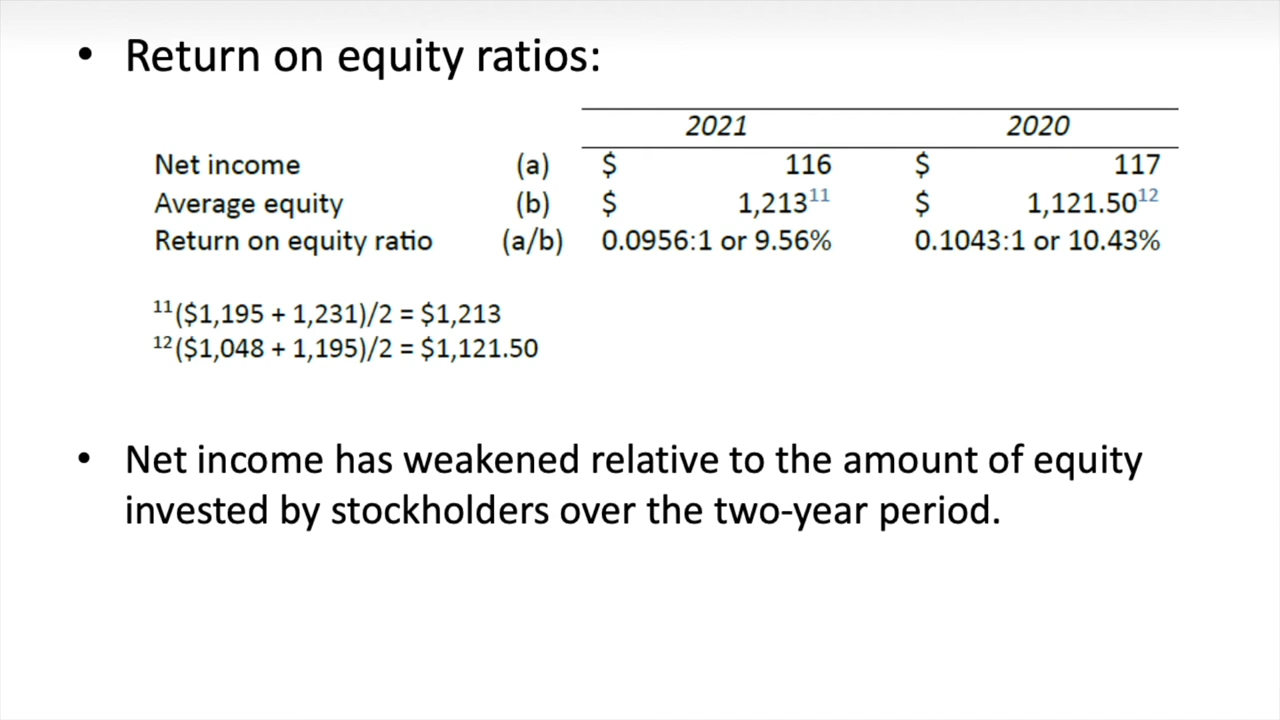 • Return on equity ratios:
2021 2020
Net income (a) $ 116 $ 117
Average equity (b) $ 1,213¹¹ $ 1,121.50¹²
Return on equity ratio (a/b) 0.0956:1 or 9.56% 0.1043:1 or 10.43%
¹¹($1,195 + 1,231)/2 = $1,213
¹²($1,048 + 1,195)/2 = $1,121.50
• Net income has weakened relative to the amount of equity
invested by stockholders over the two-year period.